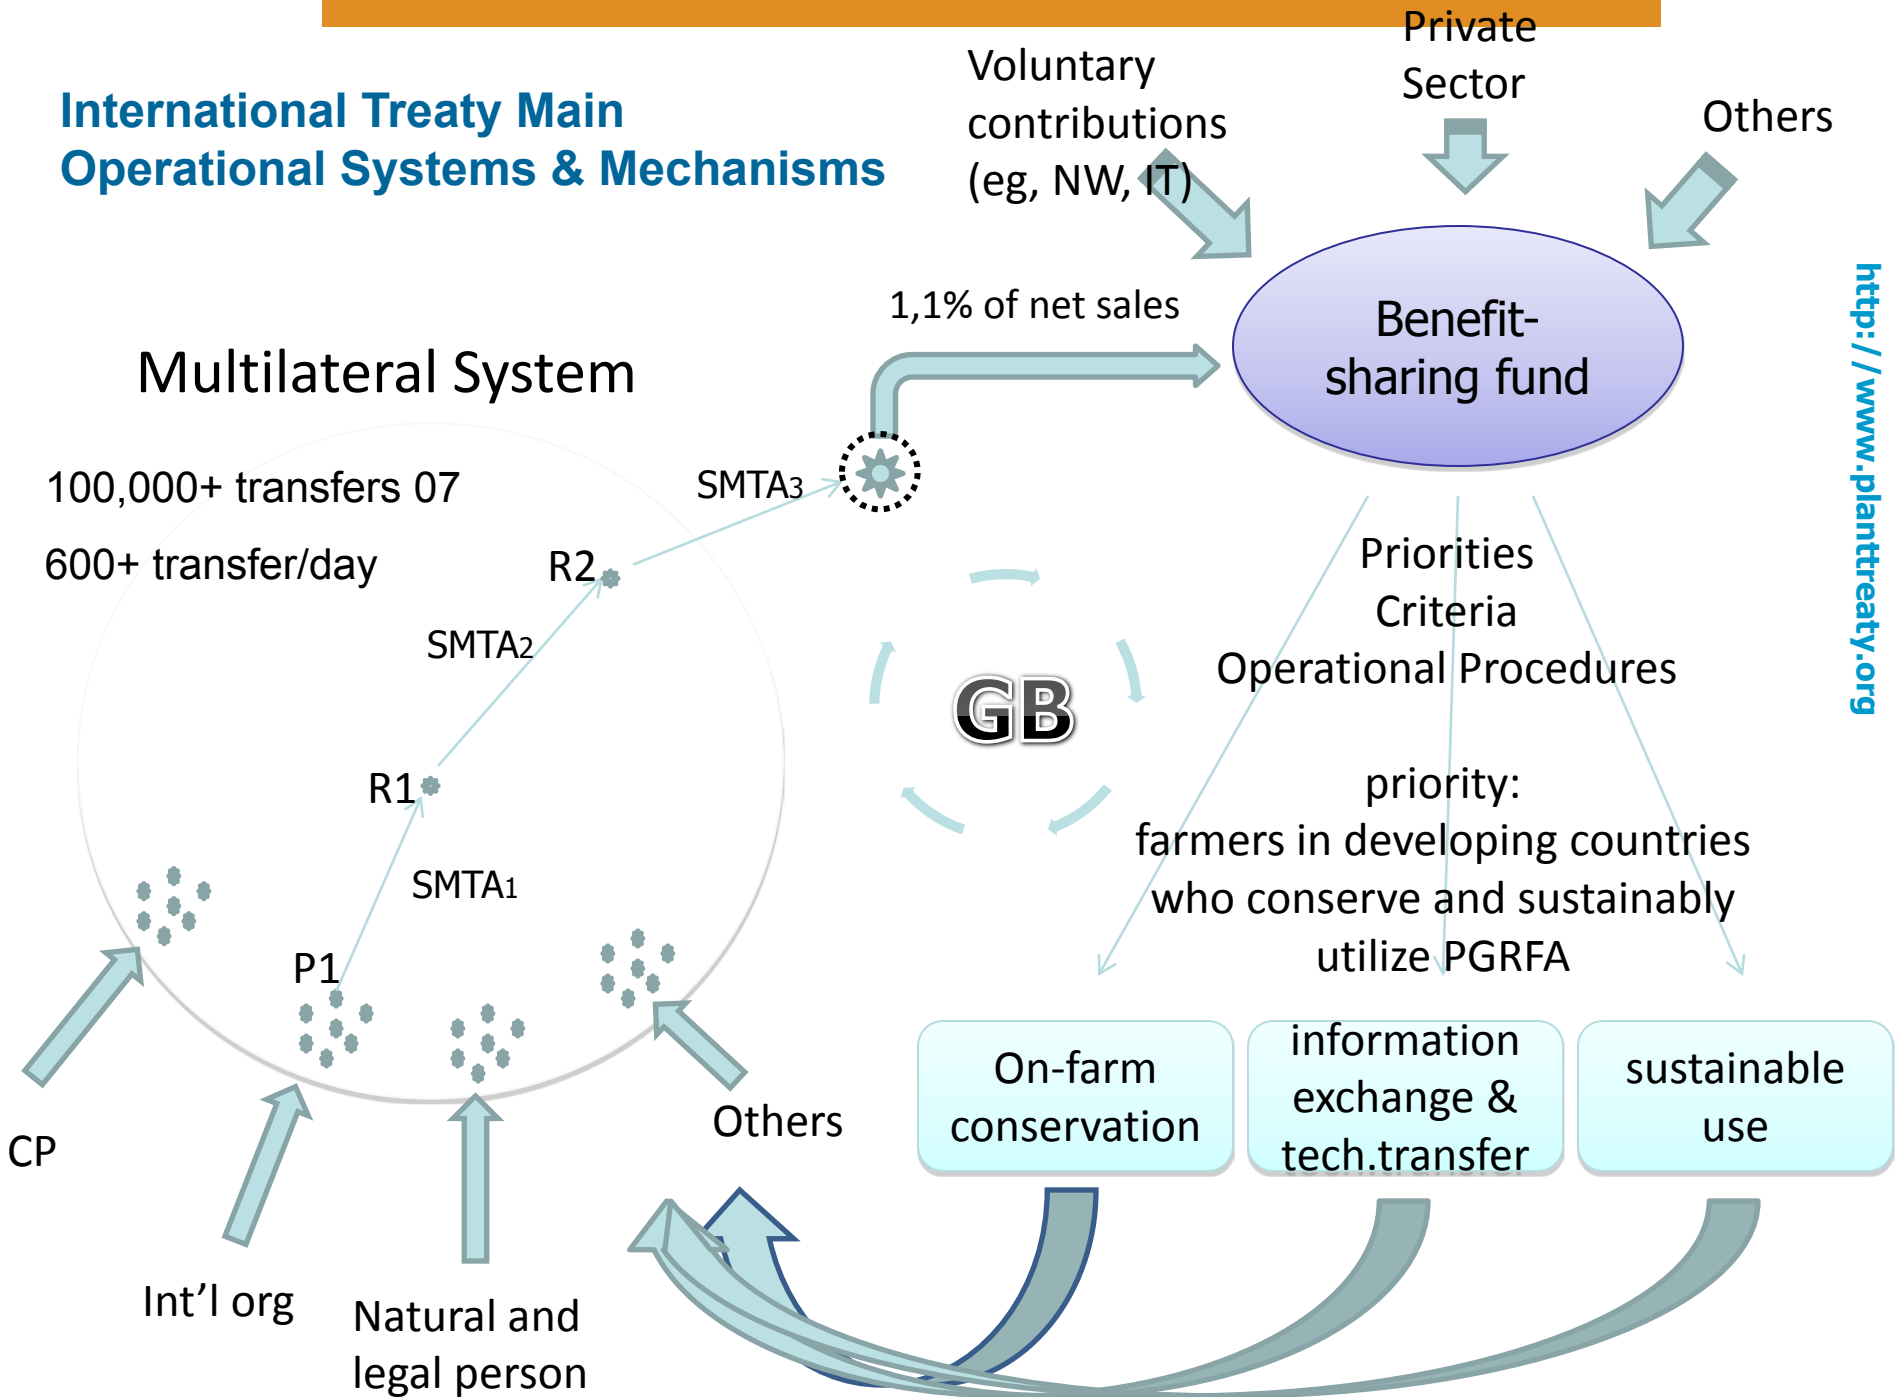 International Treaty Main
Operational Systems & Mechanisms
Voluntary
contributions
(eg, NW, IT)
Private
Sector
Others
1,1% of net sales
Benefit-
sharing fund
http://www.planttreaty.org
Multilateral System
100,000+ transfers 07
600+ transfer/day
SMTA3
R2
SMTA2
R1
SMTA1
P1
GB
Priorities
Criteria
Operational Procedures
priority:
farmers in developing countries
who conserve and sustainably
utilize PGRFA
On-farm
conservation
information
exchange &
tech.transfer
sustainable
use
Others
CP
Int’l org
Natural and
legal person